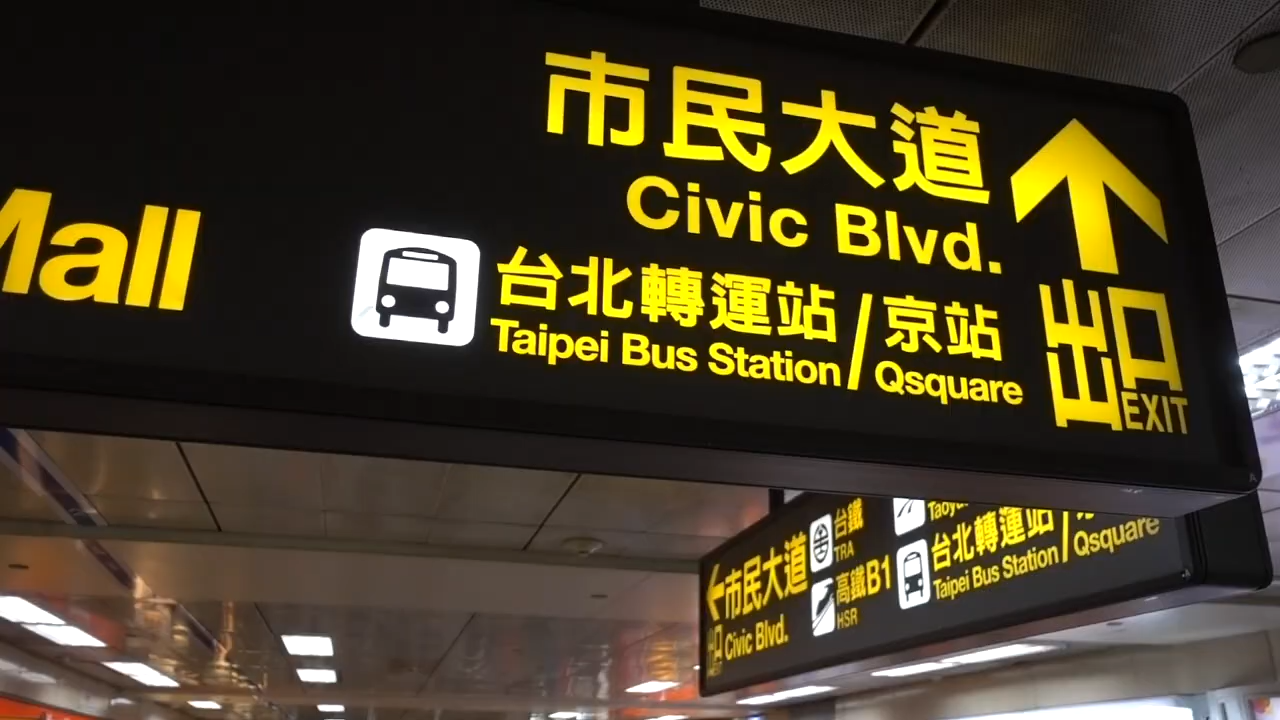 Mall
市民大道
Civic Blvd.
台北轉運站/京站
Taipei Bus Station/Qsquare
出口
EXIT
市民大道
Civic Blvd.
出口
台鐵
TRA
高鐵B1
HSR
台北轉運站/
Taipei Bus Station/Qsquare